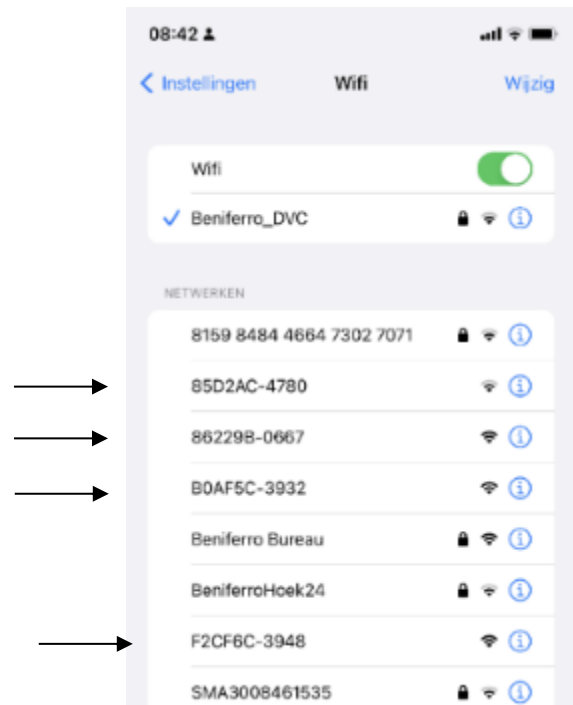 08:42
Instellingen Wifi Wijzig
Wifi
Beniferro_DVC
NETWERKEN
8159 8484 4664 7302 7071
85D2AC-4780
86229B-0667
B0AF5C-3932
Beniferro Bureau
BeniferroHoek24
F2CF6C-3948
SMA3008461535